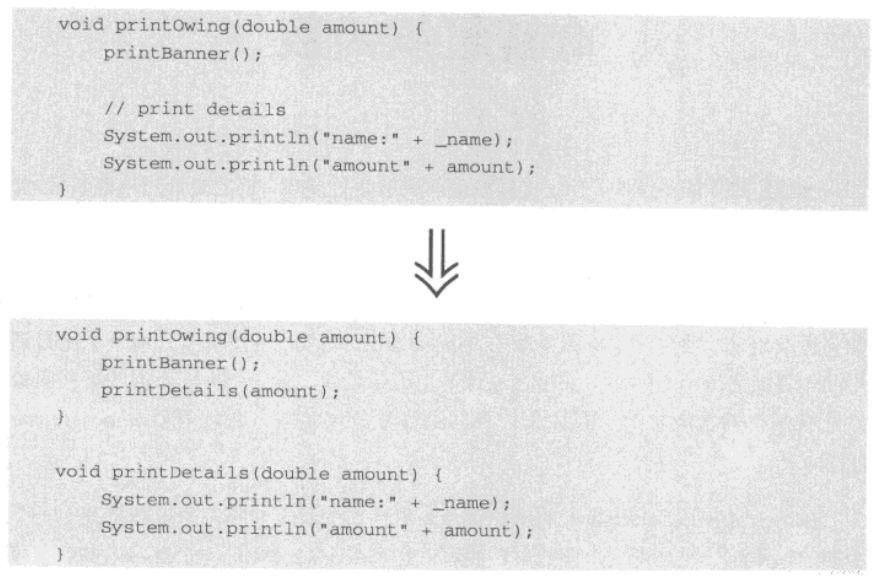 void printOwing(double amount) {
    printBanner();

    // print details
    System.out.println("name:" + _name);
    System.out.println("amount" + amount);
}

void printOwing(double amount) {
    printBanner();
    printDetails(amount);
}

void printDetails(double amount) {
    System.out.println("name:" + _name);
    System.out.println("amount" + amount);
}